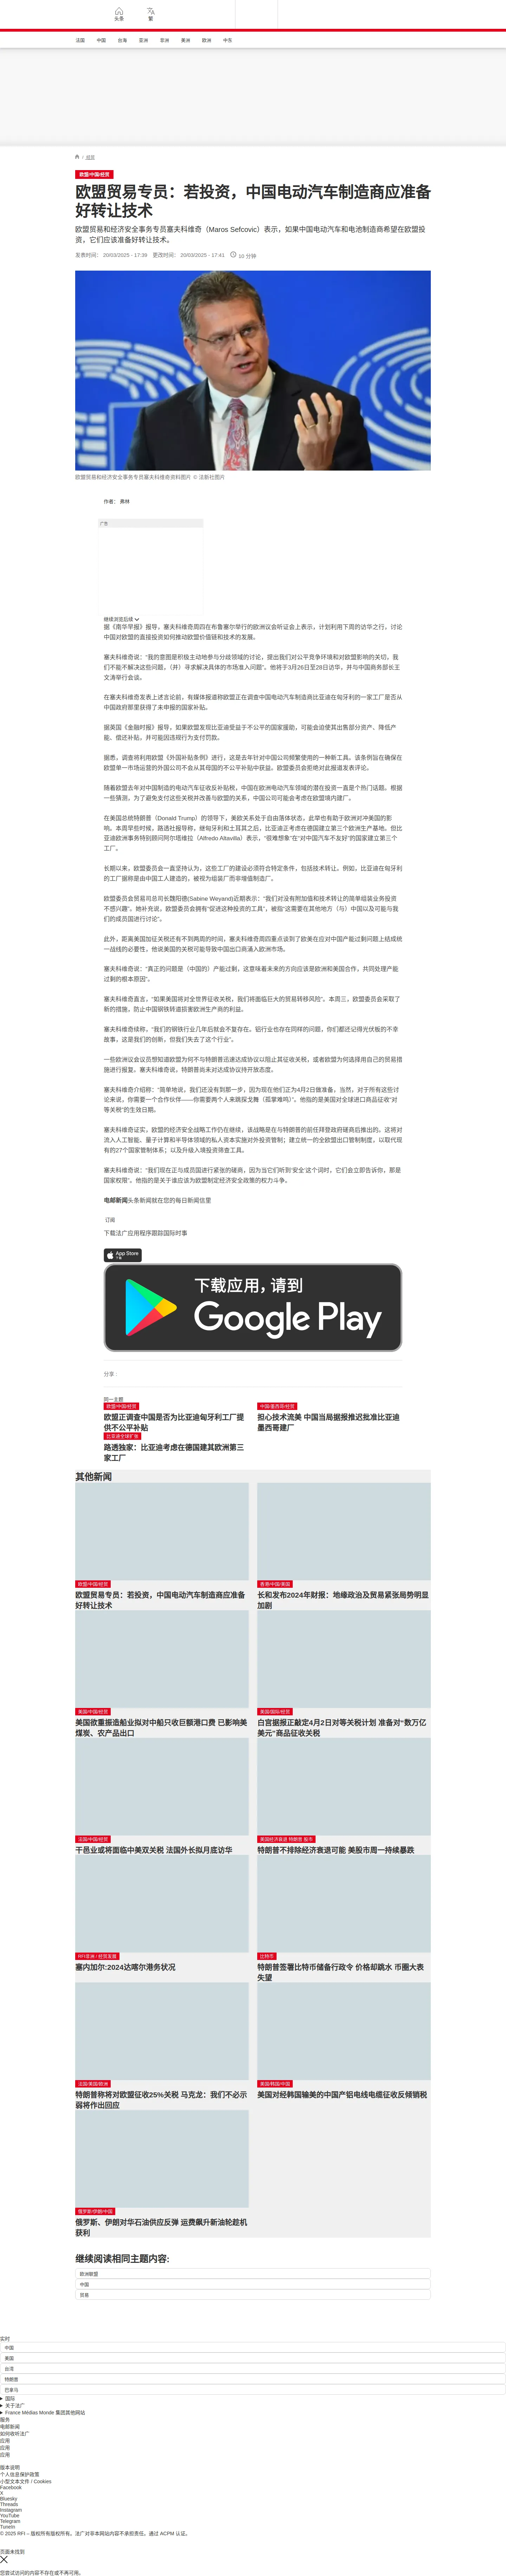 头条
繁
法国
中国
台海
亚洲
非洲
美洲
欧洲
中东
/ 经贸
欧盟/中国/经贸
欧盟贸易专员：若投资，中国电动汽车制造商应准备
好转让技术
欧盟贸易和经济安全事务专员塞夫科维奇（Maros Sefcovic）表示，如果中国电动汽车和电池制造商希望在欧盟投
资，它们应该准备好转让技术。
发表时间： 20/03/2025 - 17:39 更改时间： 20/03/2025 - 17:41 10 分钟
欧盟贸易和经济安全事务专员塞夫科维奇资料图片 © 法新社图片
作者： 弗林
广告
继续浏览后续
据《南华早报》报导，塞夫科维奇周四在布鲁塞尔举行的欧洲议会听证会上表示，计划利用下周的访华之行，讨论
中国对欧盟的直接投资如何推动欧盟价值链和技术的发展。
塞夫科维奇说：“我的意图是积极主动地参与分歧领域的讨论，提出我们对公平竞争环境和对欧盟影响的关切，我
们不能不解决这些问题，（并）寻求解决具体的市场准入问题”。他将于3月26日至28日访华，并与中国商务部长王
文涛举行会谈。
在塞夫科维奇发表上述言论前，有媒体报道称欧盟正在调查中国电动汽车制造商比亚迪在匈牙利的一家工厂是否从
中国政府那里获得了未申报的国家补贴。
据英国《金融时报》报导，如果欧盟发现比亚迪受益于不公平的国家援助，可能会迫使其出售部分资产、降低产
能、偿还补贴，并可能因违规行为支付罚款。
据悉，调查将利用欧盟《外国补贴条例》进行，这是去年针对中国公司频繁使用的一种新工具。该条例旨在确保在
欧盟单一市场运营的外国公司不会从其母国的不公平补贴中获益。欧盟委员会拒绝对此报道发表评论。
随着欧盟去年对中国制造的电动汽车征收反补贴税，中国在欧洲电动汽车领域的潜在投资一直是个热门话题。根据
一些猜测，为了避免支付这些关税并改善与欧盟的关系，中国公司可能会考虑在欧盟境内建厂。
在美国总统特朗普（Donald Trump）的领导下，美欧关系处于自由落体状态，此举也有助于欧洲对冲美国的影
响。本周早些时候，路透社报导称，继匈牙利和土耳其之后，比亚迪正考虑在德国建立第三个欧洲生产基地。但比
亚迪欧洲事务特别顾问阿尔塔维拉（Alfredo Altavilla）表示，“很难想象”在“对中国汽车不友好”的国家建立第三个
工厂。
长期以来，欧盟委员会一直坚持认为，这些工厂的建设必须符合特定条件，包括技术转让。例如，比亚迪在匈牙利
的工厂据称是由中国工人建造的，被视为组装厂而非增值制造厂。
欧盟委员会贸易司总司长魏阳德(Sabine Weyand)近期表示：“我们对没有附加值和技术转让的简单组装业务投资
不感兴趣”。她补充说，欧盟委员会拥有“促进这种投资的工具”，被指“这需要在其他地方（与）中国以及可能与我
们的成员国进行讨论”。
此外，距离美国加征关税还有不到两周的时间，塞夫科维奇周四重点谈到了欧美在应对中国产能过剩问题上结成统
一战线的必要性，他说美国的关税可能导致中国出口商涌入欧洲市场。
塞夫科维奇说：“真正的问题是（中国的）产能过剩，这意味着未来的方向应该是欧洲和美国合作，共同处理产能
过剩的根本原因”。
塞夫科维奇直言，“如果美国将对全世界征收关税，我们将面临巨大的贸易转移风险”。本周三，欧盟委员会采取了
新的措施，防止中国钢铁转道损害欧洲生产商的利益。
塞夫科维奇续称，“我们的钢铁行业几年后就会不复存在。铝行业也存在同样的问题，你们都还记得光伏板的不幸
故事，这是我们的创新，但我们失去了这个行业”。
一些欧洲议会议员想知道欧盟为何不与特朗普迅速达成协议以阻止其征收关税，或者欧盟为何选择用自己的贸易措
施进行报复。塞夫科维奇说，特朗普尚未对达成协议持开放态度。
塞夫科维奇介绍称：“简单地说，我们还没有到那一步，因为现在他们正为4月2日做准备，当然，对于所有这些讨
论来说，你需要一个合作伙伴——你需要两个人来跳探戈舞（孤掌难鸣）”。他指的是美国对全球进口商品征收“对
等关税”的生效日期。
塞夫科维奇证实，欧盟的经济安全战略工作仍在继续，该战略是在与特朗普的前任拜登政府磋商后推出的。这将对
流入人工智能、量子计算和半导体领域的私人资本实施对外投资管制；建立统一的全欧盟出口管制制度，以取代现
有的27个国家管制体系；以及升级入境投资筛查工具。
塞夫科维奇说：“我们现在正与成员国进行紧张的磋商，因为当它们听到‘安全’这个词时，它们会立即告诉你，那是
国家权限”。他指的是关于谁应该为欧盟制定经济安全政策的权力斗争。
电邮新闻头条新闻就在您的每日新闻信里
订阅
下载法广应用程序跟踪国际时事
App Store
下载
下载应用，请到
Google Play
分享 :
同一主题
欧盟/中国/经贸
欧盟正调查中国是否为比亚迪匈牙利工厂提
供不公平补贴
中国/墨西哥/经贸
担心技术流美 中国当局据报推迟批准比亚迪
墨西哥建厂
比亚迪全球扩张
路透独家：比亚迪考虑在德国建其欧洲第三
家工厂
其他新闻
欧盟/中国/经贸
欧盟贸易专员：若投资，中国电动汽车制造商应准备
好转让技术
香港/中国/美国
长和发布2024年财报：地缘政治及贸易紧张局势明显
加剧
美国/中国/经贸
美国欲重振造船业拟对中船只收巨额港口费 已影响美
煤炭、农产品出口
美国/国际/经贸
白宫据报正敲定4月2日对等关税计划 准备对“数万亿
美元”商品征收关税
法国/中国/经贸
干邑业或将面临中美双关税 法国外长拟月底访华
美国经济衰退 特朗普 股市
特朗普不排除经济衰退可能 美股市周一持续暴跌
RFI非洲 / 经贸发展
塞内加尔:2024达喀尔港务状况
比特币
特朗普签署比特币储备行政令 价格却跳水 币圈大表
失望
法国/美国/欧洲
特朗普称将对欧盟征收25%关税 马克龙：我们不必示
弱将作出回应
美国/韩国/中国
美国对经韩国输美的中国产铝电线电缆征收反倾销税
俄罗斯/伊朗/中国
俄罗斯、伊朗对华石油供应反弹 运费飙升新油轮趁机
获利
继续阅读相同主题内容:
欧洲联盟
中国
贸易
实时
中国
美国
台湾
特朗普
巴拿马
国际
关于法广
France Médias Monde 集团其他网站
服务
电邮新闻
如何收听法广
应用
应用
应用
版本说明
个人信息保护政策
小型文本文件 / Cookies
Facebook
X
Bluesky
Threads
Instagram
YouTube
Telegram
TuneIn
© 2025 RFI – 版权所有版权所有。法广对非本网站内容不承担责任。通过 ACPM 认证。
页面未找到
您尝试访问的内容不存在或不再可用。